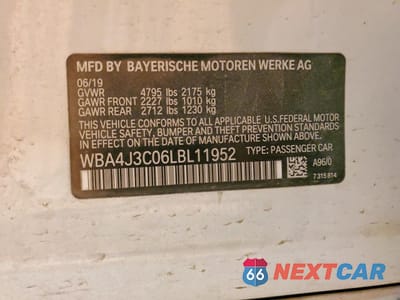 MFD BY BAYERISCHE MOTOREN WERKE AG
06/19
GVWR 4795 lbs 2175 kg
GAWR FRONT 2227 lbs 1010 kg
GAWR REAR 2712 lbs 1230 kg
THIS VEHICLE CONFORMS TO ALL APPLICABLE U.S. FEDERAL MOTOR
VEHICLE SAFETY, BUMPER, AND THEFT PREVENTION STANDARDS
IN EFFECT ON THE DATE OF MANUFACTURE SHOWN ABOVE.
WBA4J3C06LBL11952 TYPE: PASSENGER CAR
A96/0
7315814
66 NEXTCAR